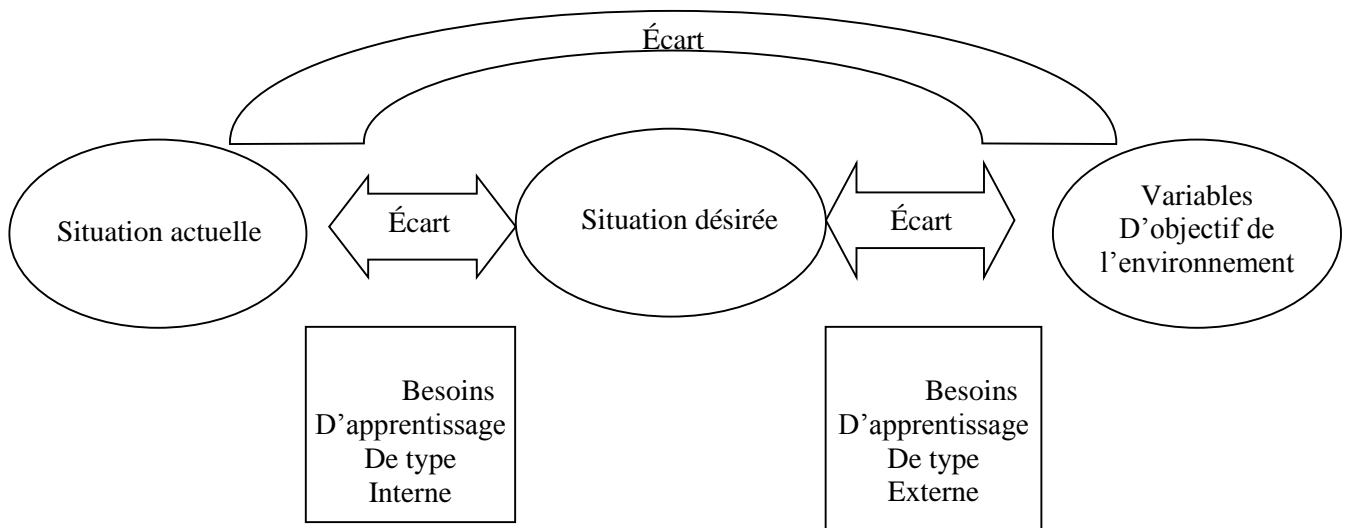 Écart
Situation actuelle
Écart
Situation désirée
Écart
Variables
D’objectif de
l’environnement
Besoins
D’apprentissage
De type
Interne
Besoins
D’apprentissage
De type
Externe